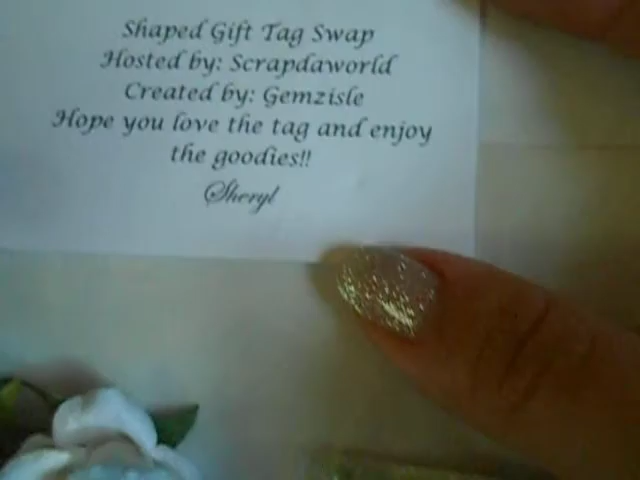 Shaped Gift Tag Swap
Hosted by: Scrapdaworld
Created by: Gemzisle
Hope you love the tag and enjoy
the goodies!!
Sheryl